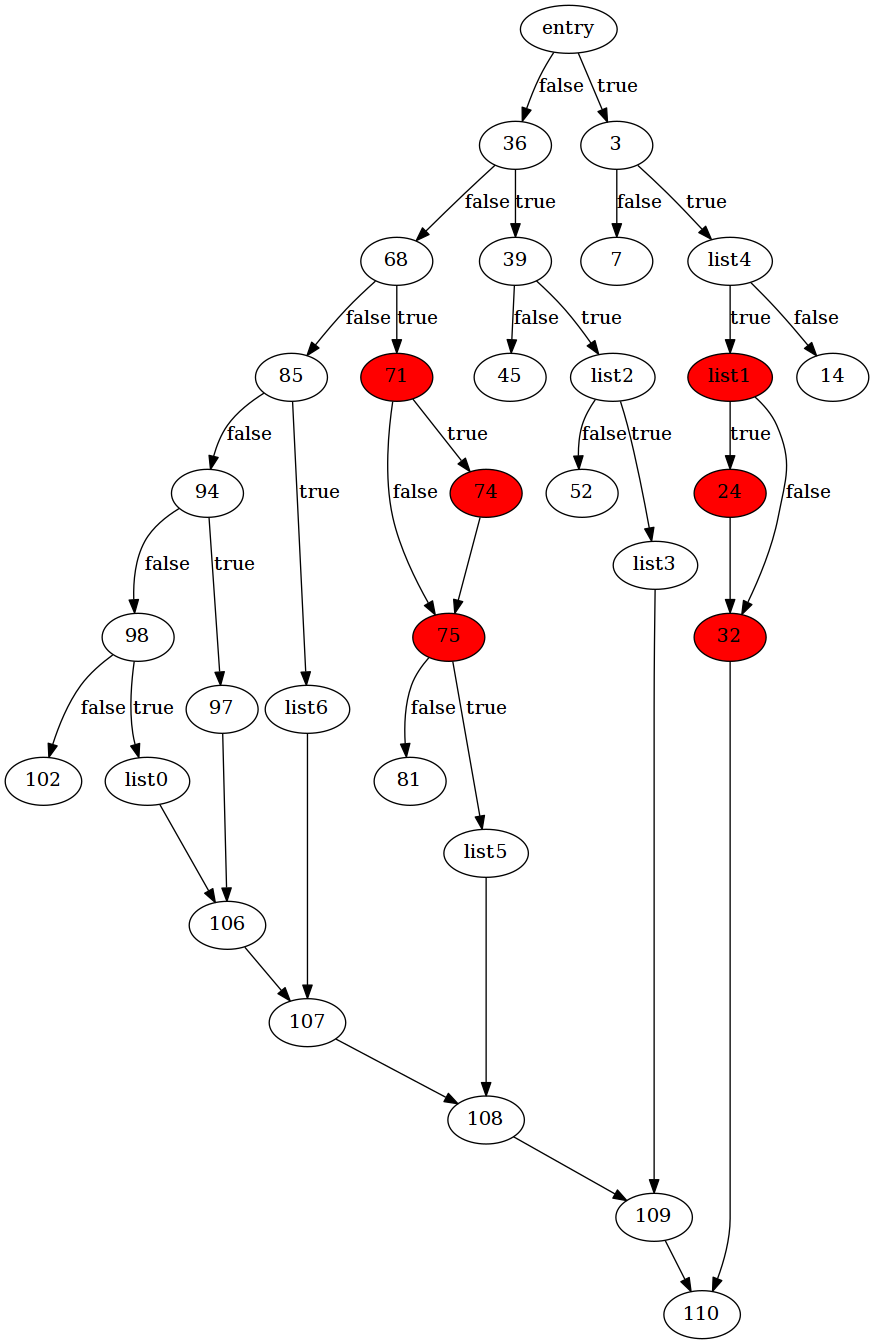 entry
false true
36 3
false true false true
68 39 7 list4
false true false true true false
85 71 45 list2 list1 14
false true false true true
94 false 74 52 24 false
true
false true list3
98 75 32
false true 97 list6 false true
102 list0 81
list5
106
107
108
109
110